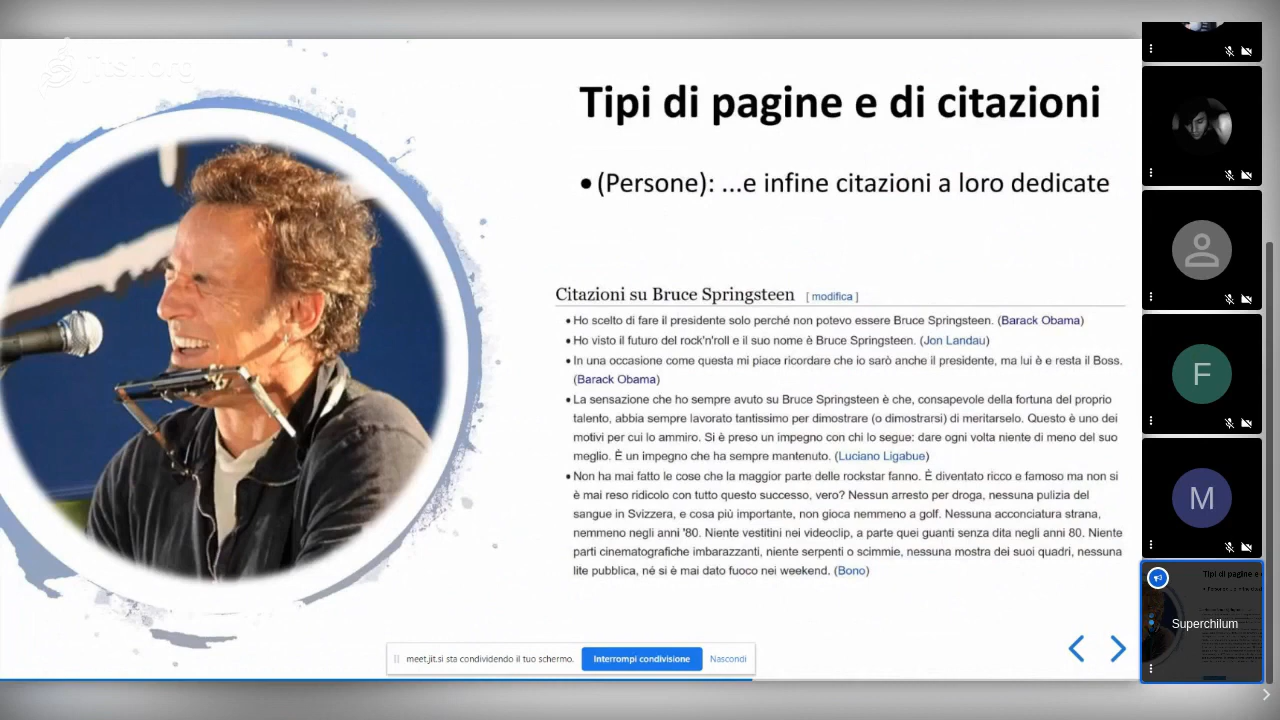 jitsi.org
Tipi di pagine e di citazioni
• (Persone): ...e infine citazioni a loro dedicate
Citazioni su Bruce Springsteen [ modifica ]
• Ho scelto di fare il presidente solo perché non potevo essere Bruce Springsteen. (Barack Obama)
• Ho visto il futuro del rock'n'roll e il suo nome è Bruce Springsteen. (Jon Landau)
• In una occasione come questa mi piace ricordare che io sarò anche il presidente, ma lui è e resta il Boss.
(Barack Obama)
• La sensazione che ho sempre avuto su Bruce Springsteen è che, consapevole della fortuna del proprio
talento, abbia sempre lavorato tantissimo per dimostrare (o dimostrarsi) di meritarselo. Questo è uno dei
motivi per cui lo ammiro. Si è preso un impegno con chi lo segue: dare ogni volta niente di meno del suo
meglio. È un impegno che ha sempre mantenuto. (Luciano Ligabue)
• Non ha mai fatto le cose che la maggior parte delle rockstar fanno. È diventato ricco e famoso ma non si
è mai reso ridicolo con tutto questo successo, vero? Nessun arresto per droga, nessuna pulizia del
sangue in Svizzera, e cosa più importante, non gioca nemmeno a golf. Nessuna acconciatura strana,
nemmeno negli anni '80. Niente vestitini nei videoclip, a parte quei guanti senza dita negli anni 80. Niente
parti cinematografiche imbarazzanti, niente serpenti o scimmie, nessuna mostra dei suoi quadri, nessuna
lite pubblica, né si è mai dato fuoco nei weekend. (Bono)
meet.jit.si sta condividendo il tuo schermo.
Interrompi condivisione
Nascondi
F
M
Tipi di pagine e
Superchilum